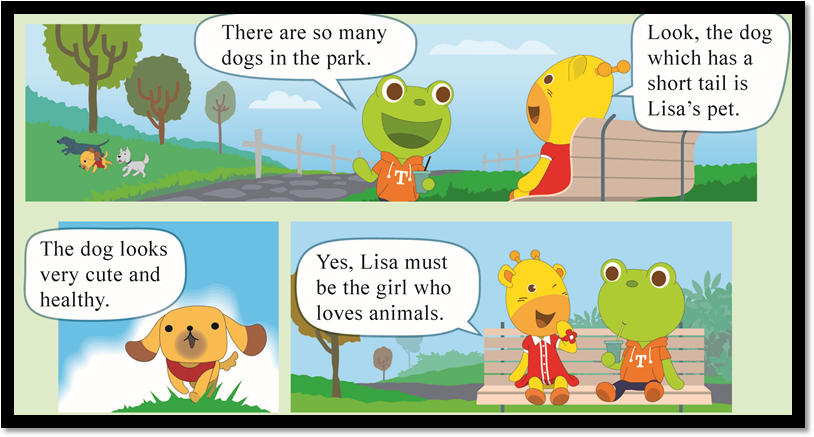 There are so many
dogs in the park.
Look, the dog
which has a
short tail is
Lisa's pet.
T
The dog looks
very cute and
healthy.
Yes, Lisa must
be the girl who
loves animals.
T